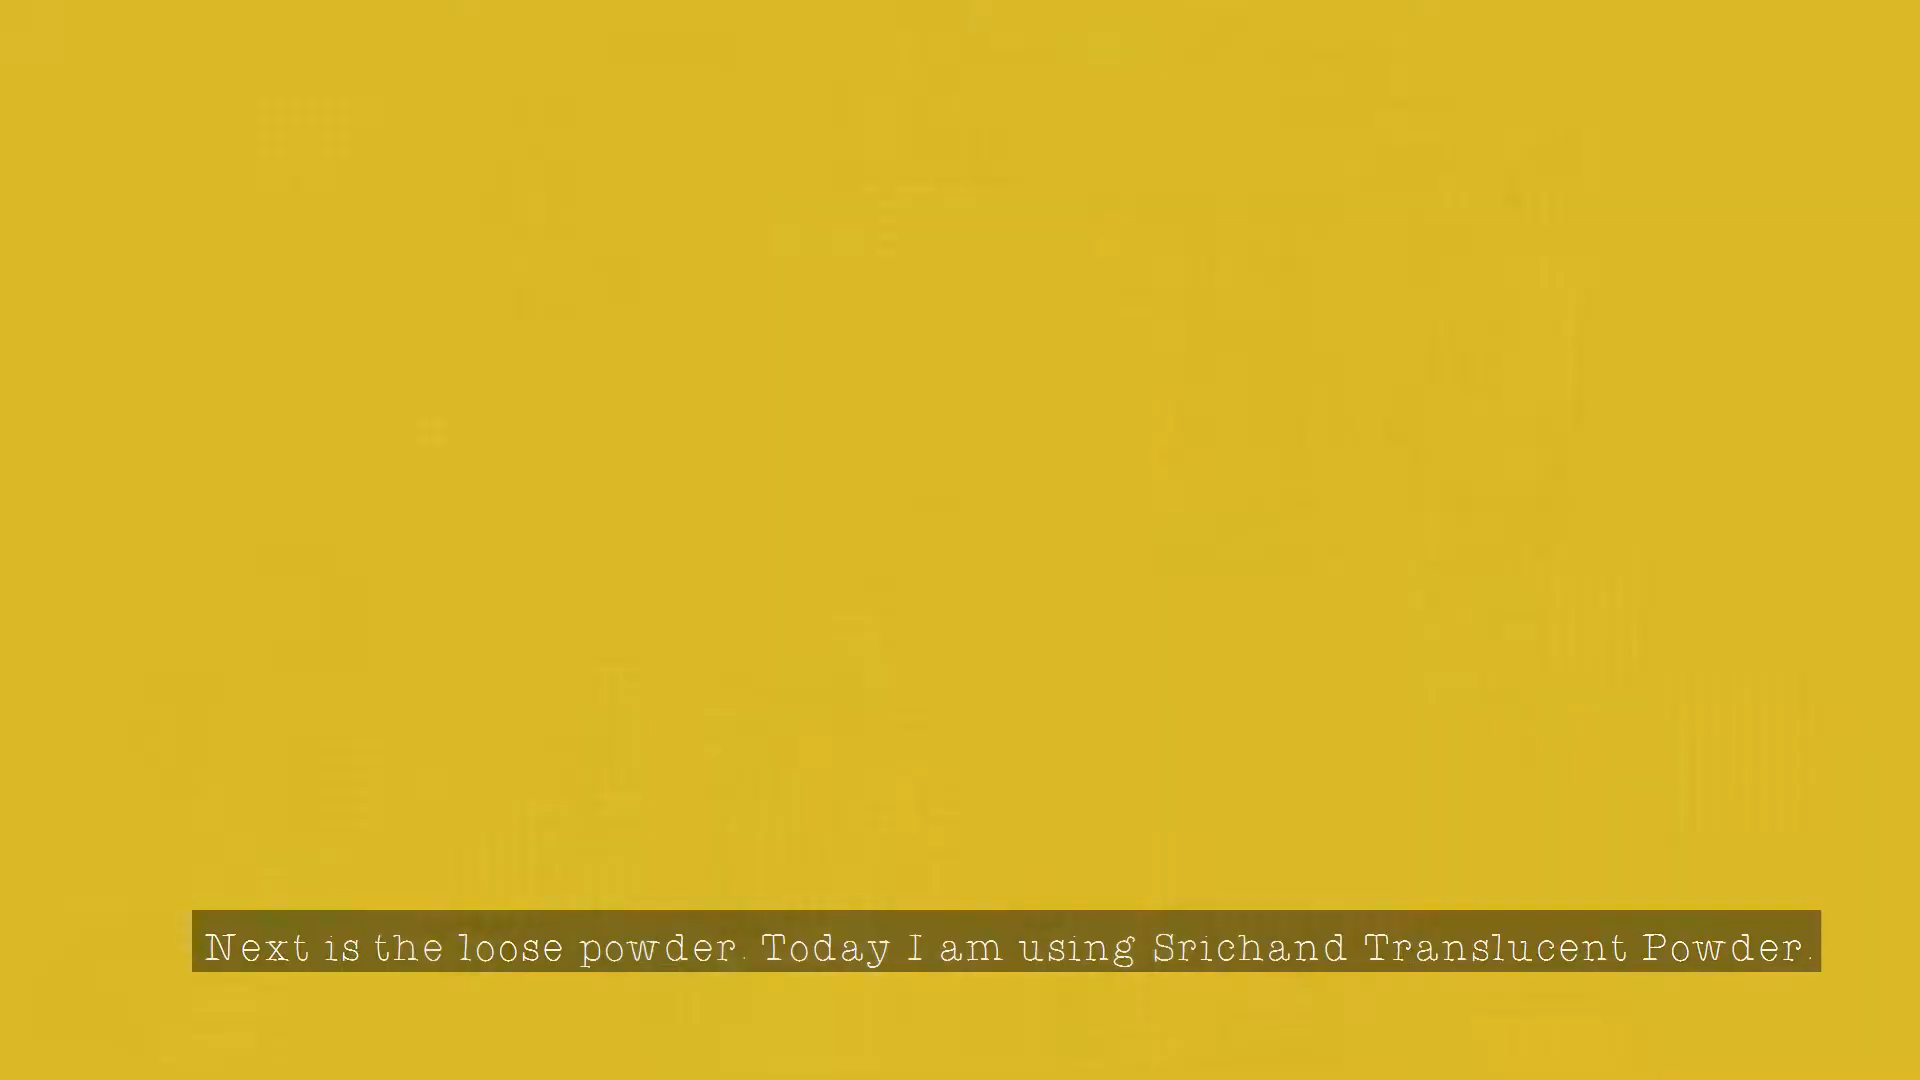 Next is the loose powder. Today I am using Srichand Translucent Powder.